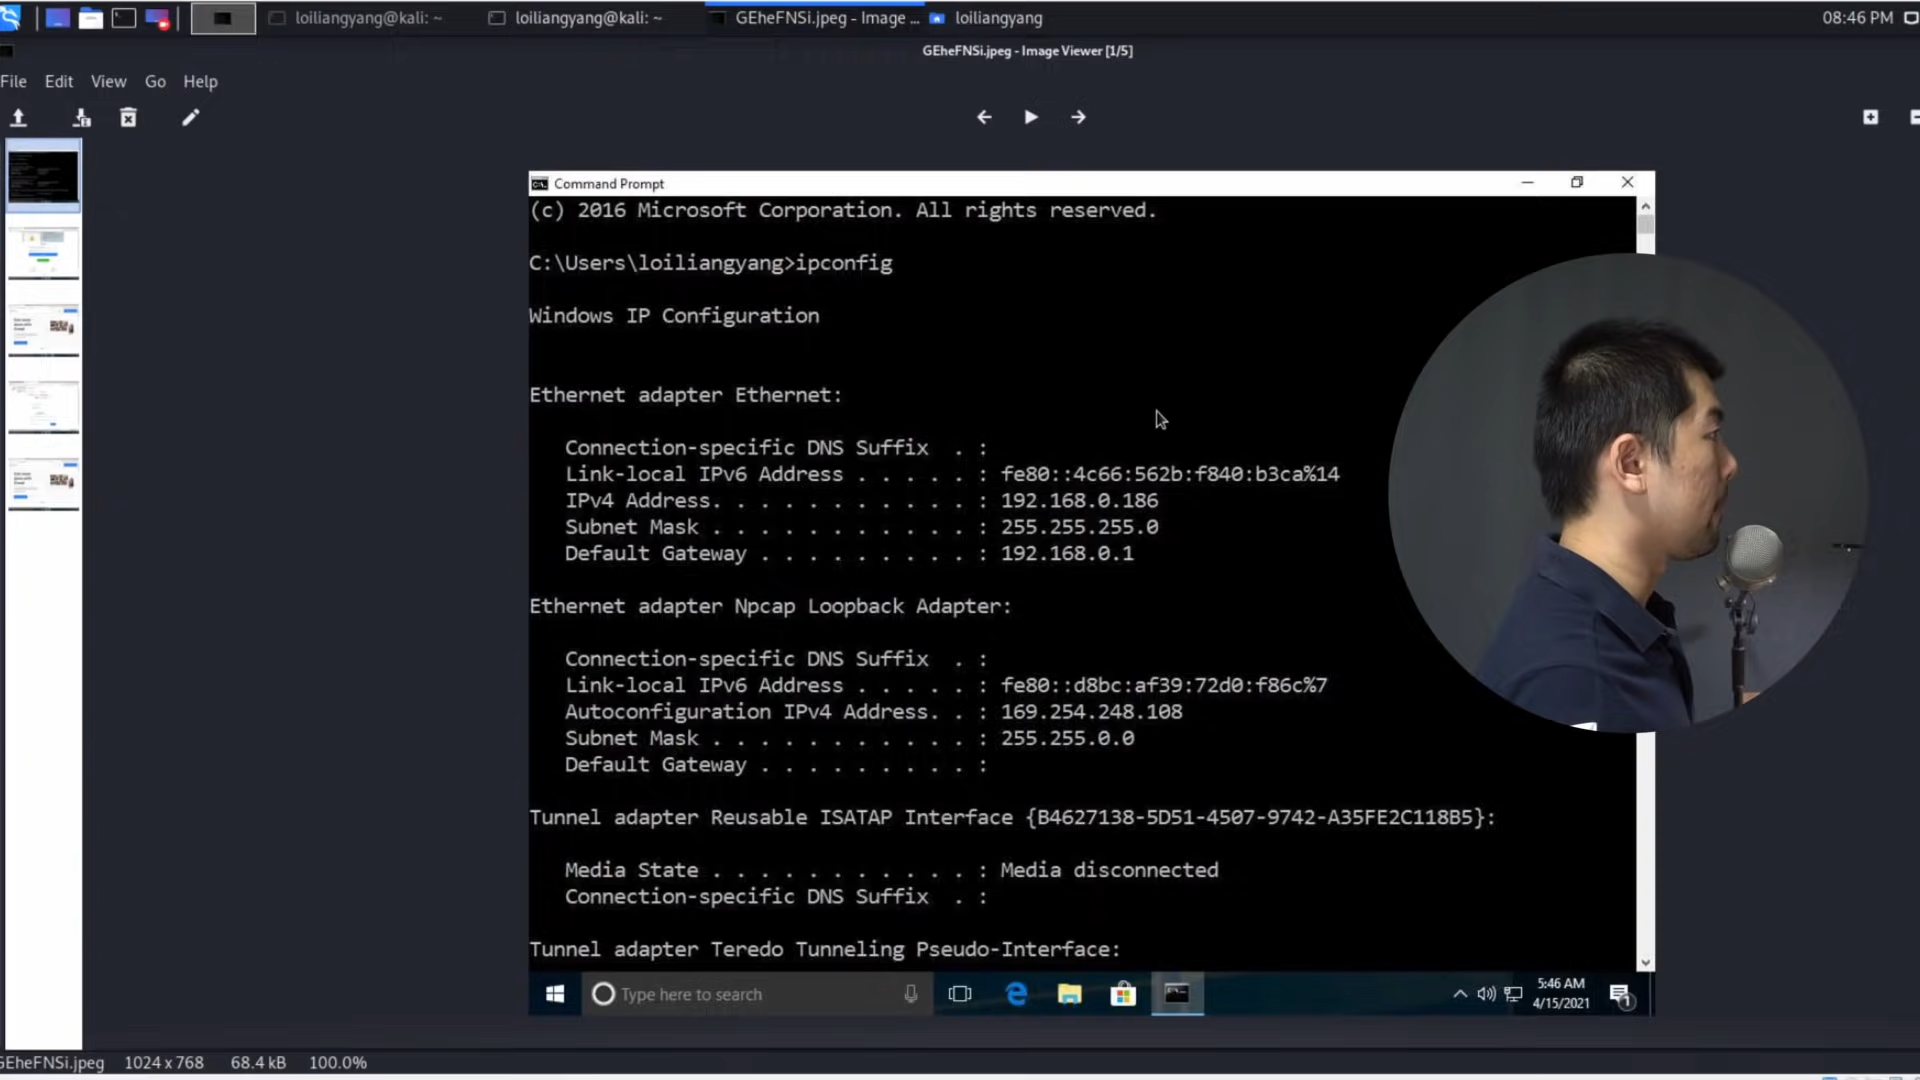 loiliangyang@kali: ~
loiliangyang@kali: ~
GEheFNSi.jpeg - Image ...
loiliangyang
08:46 PM
GEheFNSi.jpeg - Image Viewer [1/5]
File Edit View Go Help
Command Prompt
(c) 2016 Microsoft Corporation. All rights reserved.
C:\Users\loiliangyang>ipconfig
Windows IP Configuration
Ethernet adapter Ethernet:
Connection-specific DNS Suffix . :
Link-local IPv6 Address . . . . . : fe80::4c66:562b:f840:b3ca%14
IPv4 Address. . . . . . . . . . . : 192.168.0.186
Subnet Mask . . . . . . . . . . . : 255.255.255.0
Default Gateway . . . . . . . . . : 192.168.0.1
Ethernet adapter Npcap Loopback Adapter:
Connection-specific DNS Suffix . :
Link-local IPv6 Address . . . . . : fe80::d8bc:af39:72d0:f86c%7
Autoconfiguration IPv4 Address. . : 169.254.248.108
Subnet Mask . . . . . . . . . . . : 255.255.0.0
Default Gateway . . . . . . . . . :
Tunnel adapter Reusable ISATAP Interface {B4627138-5D51-4507-9742-A35FE2C118B5}:
Media State . . . . . . . . . . . : Media disconnected
Connection-specific DNS Suffix . :
Tunnel adapter Teredo Tunneling Pseudo-Interface:
Type here to search
5:46 AM
4/15/2021
1
GEheFNSi.jpeg 1024 x 768 68.4 kB 100.0%